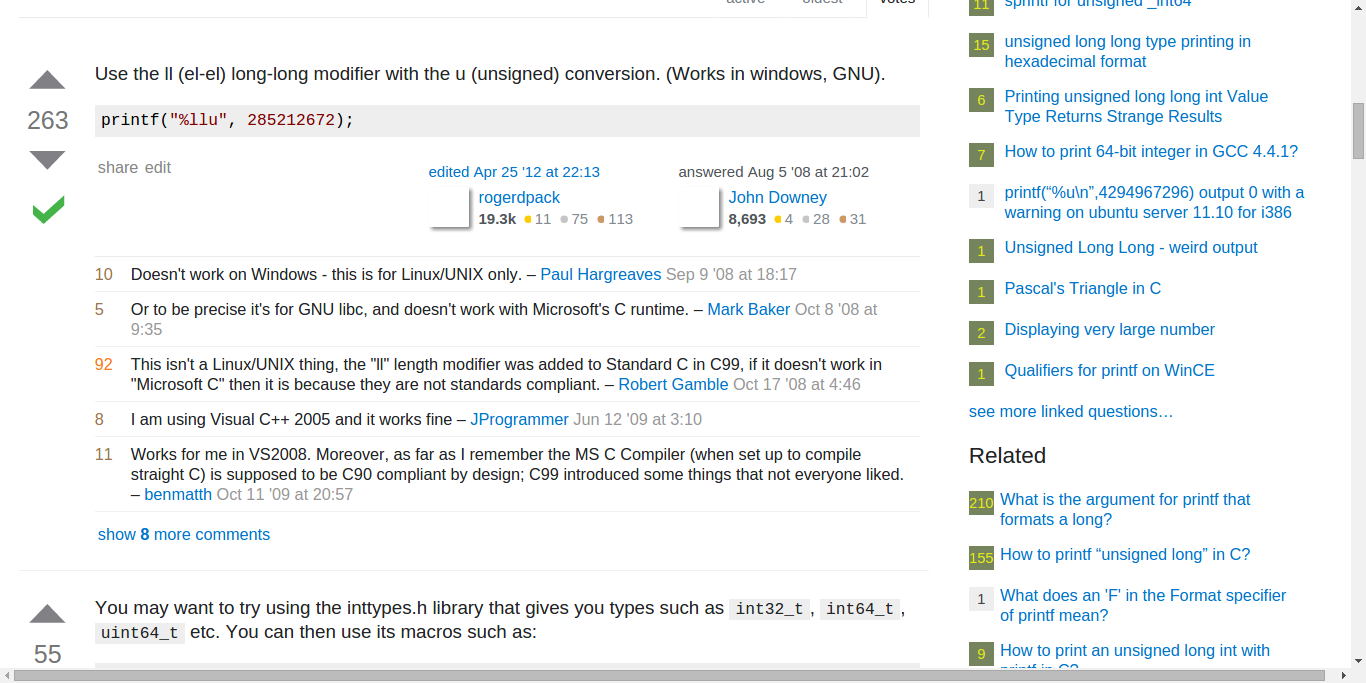 active oldest votes
Use the ll (el-el) long-long modifier with the u (unsigned) conversion. (Works in windows, GNU).
263
printf("%llu", 285212672);
share edit
edited Apr 25 '12 at 22:13
rogerdpack
19.3k 11 75 113
answered Aug 5 '08 at 21:02
John Downey
8,693 4 28 31
10 Doesn't work on Windows - this is for Linux/UNIX only. – Paul Hargreaves Sep 9 '08 at 18:17
5 Or to be precise it's for GNU libc, and doesn't work with Microsoft's C runtime. – Mark Baker Oct 8 '08 at
9:35
92 This isn't a Linux/UNIX thing, the "ll" length modifier was added to Standard C in C99, if it doesn't work in
"Microsoft C" then it is because they are not standards compliant. – Robert Gamble Oct 17 '08 at 4:46
8 I am using Visual C++ 2005 and it works fine – JProgrammer Jun 12 '09 at 3:10
11 Works for me in VS2008. Moreover, as far as I remember the MS C Compiler (when set up to compile
straight C) is supposed to be C90 compliant by design; C99 introduced some things that not everyone liked.
– benmatth Oct 11 '09 at 20:57
show 8 more comments
You may want to try using the inttypes.h library that gives you types such as int32_t, int64_t,
uint64_t etc. You can then use its macros such as:
55
11 sprintf for unsigned _int64
15 unsigned long long type printing in
hexadecimal format
6 Printing unsigned long long int Value
Type Returns Strange Results
7 How to print 64-bit integer in GCC 4.4.1?
1 printf(“%u\n”,4294967296) output 0 with a
warning on ubuntu server 11.10 for i386
1 Unsigned Long Long - weird output
1 Pascal's Triangle in C
2 Displaying very large number
1 Qualifiers for printf on WinCE
see more linked questions…
Related
210 What is the argument for printf that
formats a long?
155 How to printf “unsigned long” in C?
1 What does an 'F' in the Format specifier
of printf mean?
9 How to print an unsigned long int with
printf in C?